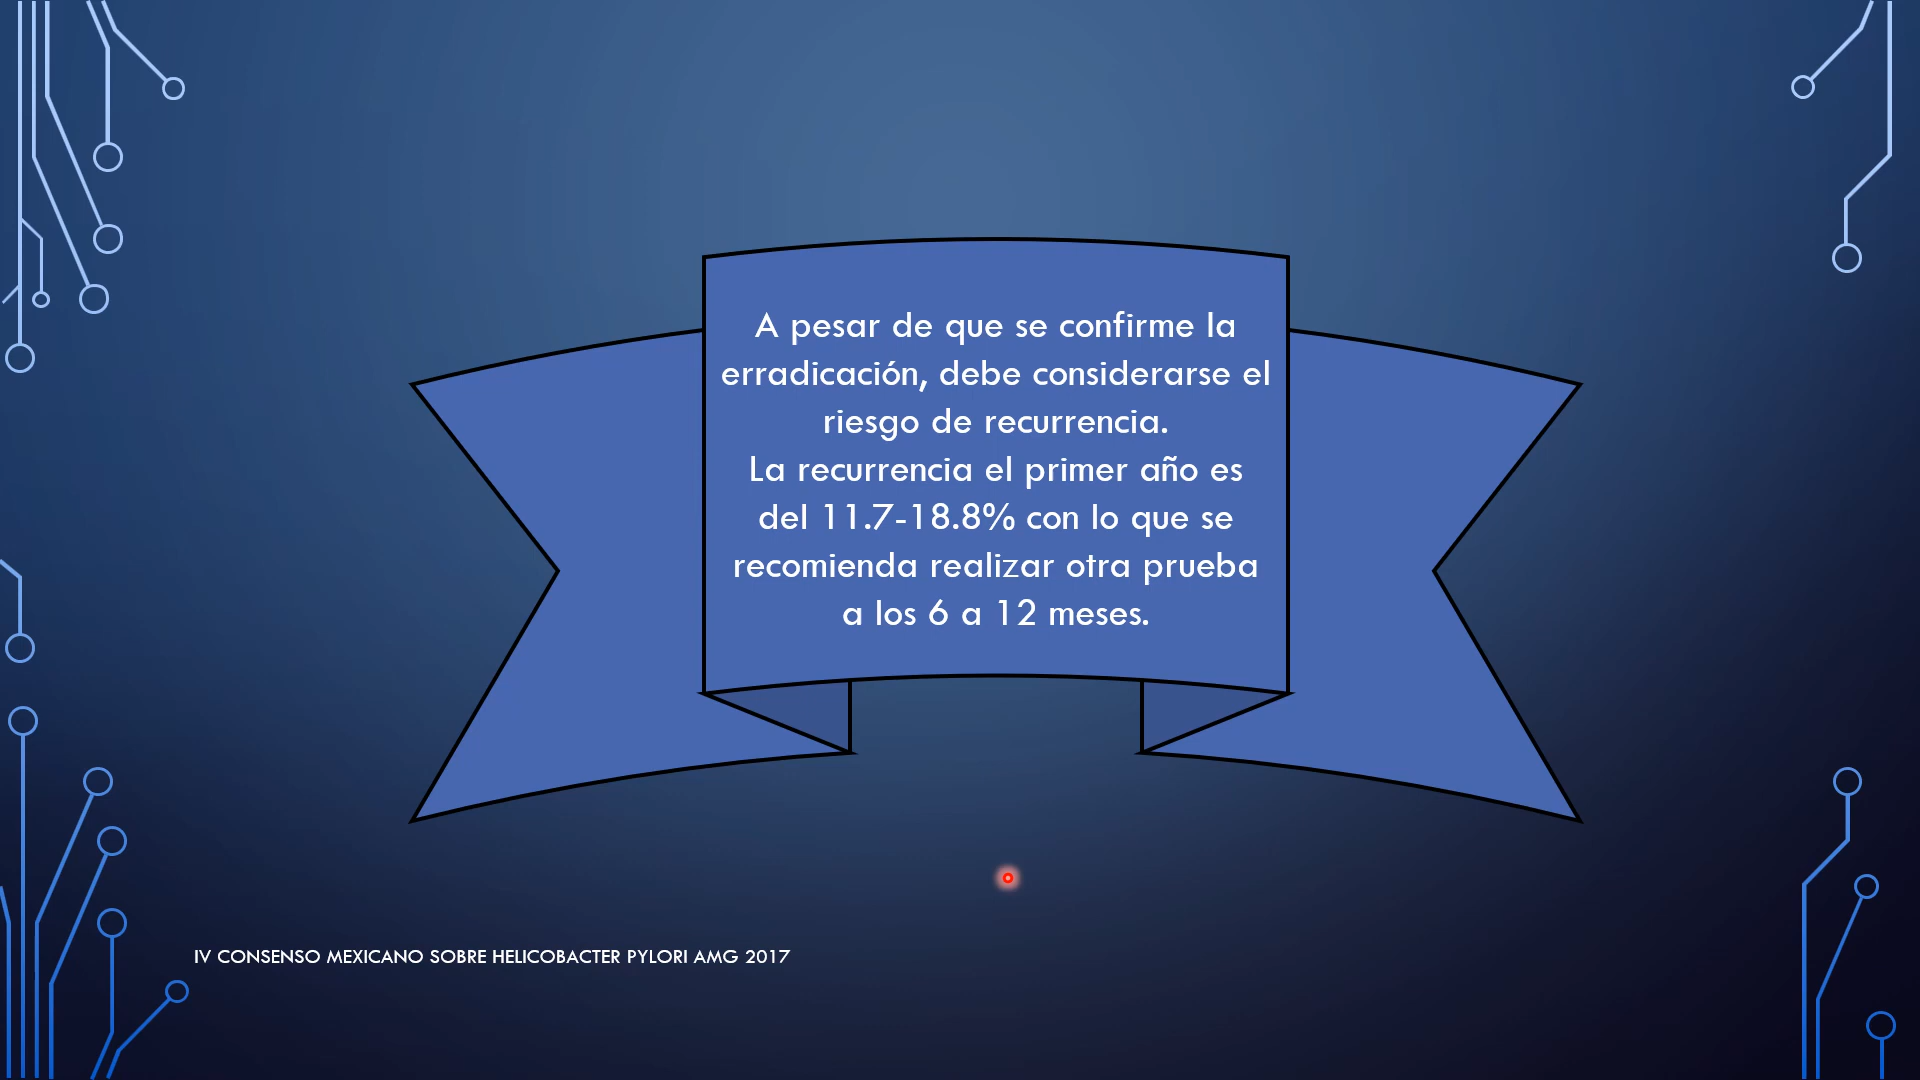 A pesar de que se confirme la
erradicación, debe considerarse el
riesgo de recurrencia.
La recurrencia el primer año es
del 11.7-18.8% con lo que se
recomienda realizar otra prueba
a los 6 a 12 meses.
IV CONSENSO MEXICANO SOBRE HELICOBACTER PYLORI AMG 2017